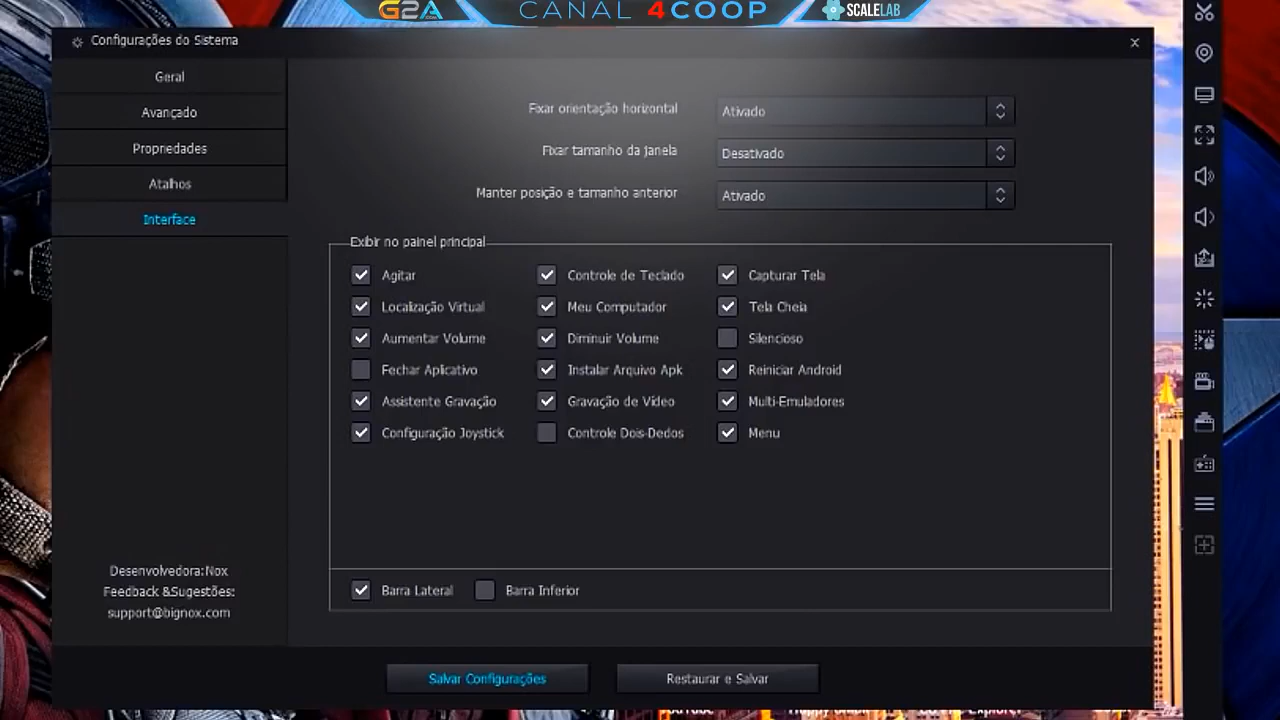 G2A CANAL 4COOP SCALELAB
Configurações do Sistema
Geral
Avançado
Propriedades
Atalhos
Interface
Fixar orientação horizontal Ativado
Fixar tamanho da janela Desativado
Manter posição e tamanho anterior Ativado
Exibir no painel principal
Agitar Controle de Teclado Capturar Tela
Localização Virtual Meu Computador Tela Cheia
Aumentar Volume Diminuir Volume Silencioso
Fechar Aplicativo Instalar Arquivo Apk Reiniciar Android
Assistente Gravação Gravação de Vídeo Multi-Emuladores
Configuração Joystick Controle Dois-Dedos Menu
Barra Lateral Barra Inferior
Desenvolvedora:Nox
Feedback &Sugestões:
support@bignox.com
Salvar Configurações Restaurar e Salvar